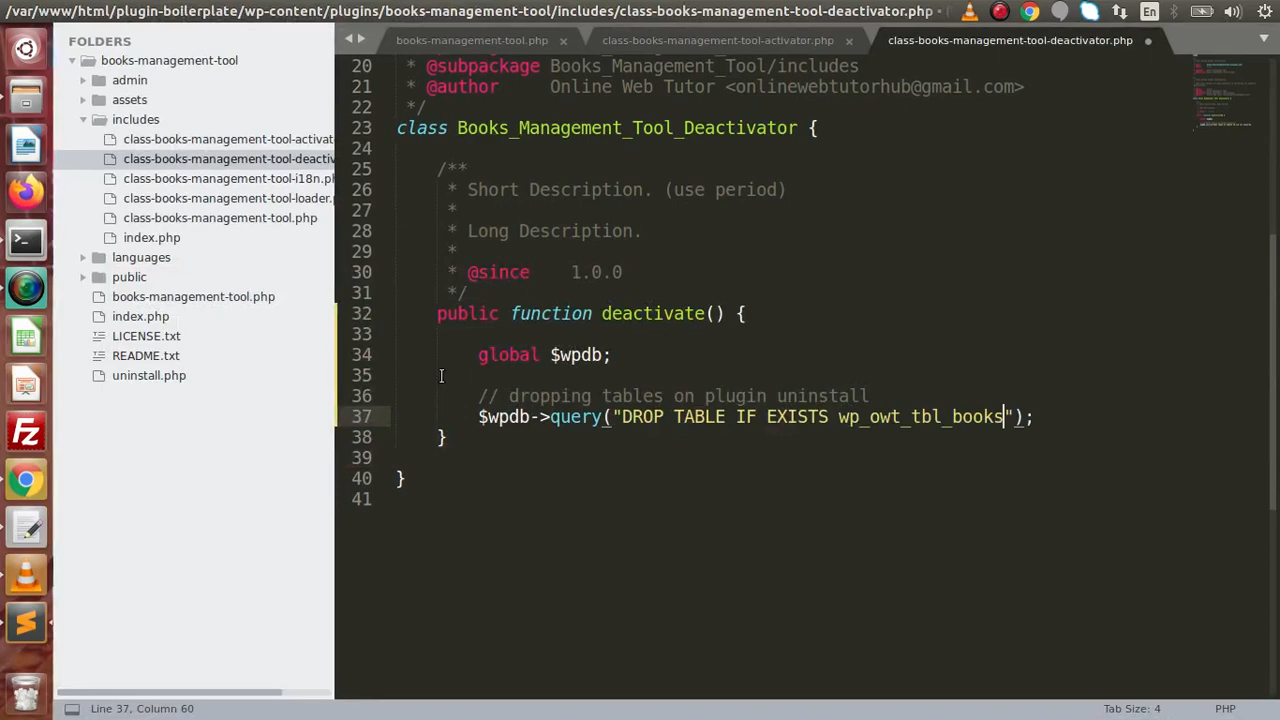 /var/www/html/plugin-boilerplate/wp-content/plugins/books-management-tool/includes/class-books-management-tool-deactivator.php
En
FOLDERS
books-management-tool
admin
assets
includes
class-books-management-tool-activat
class-books-management-tool-deactiv
class-books-management-tool-i18n.ph
class-books-management-tool-loader.
class-books-management-tool.php
index.php
languages
public
books-management-tool.php
index.php
LICENSE.txt
README.txt
uninstall.php
books-management-tool.php
class-books-management-tool-activator.php
class-books-management-tool-deactivator.php
20 * @subpackage Books_Management_Tool/includes
21 * @author Online Web Tutor <onlinewebtutorhub@gmail.com>
22 */
23 class Books_Management_Tool_Deactivator {
24
25 /**
26 * Short Description. (use period)
27 *
28 * Long Description.
29 *
30 * @since 1.0.0
31 */
32 public function deactivate() {
33
34 global $wpdb;
35
36 // dropping tables on plugin uninstall
37 $wpdb->query("DROP TABLE IF EXISTS wp_owt_tbl_books");
38 }
39
40 }
41
Line 37, Column 60
Tab Size: 4
PHP